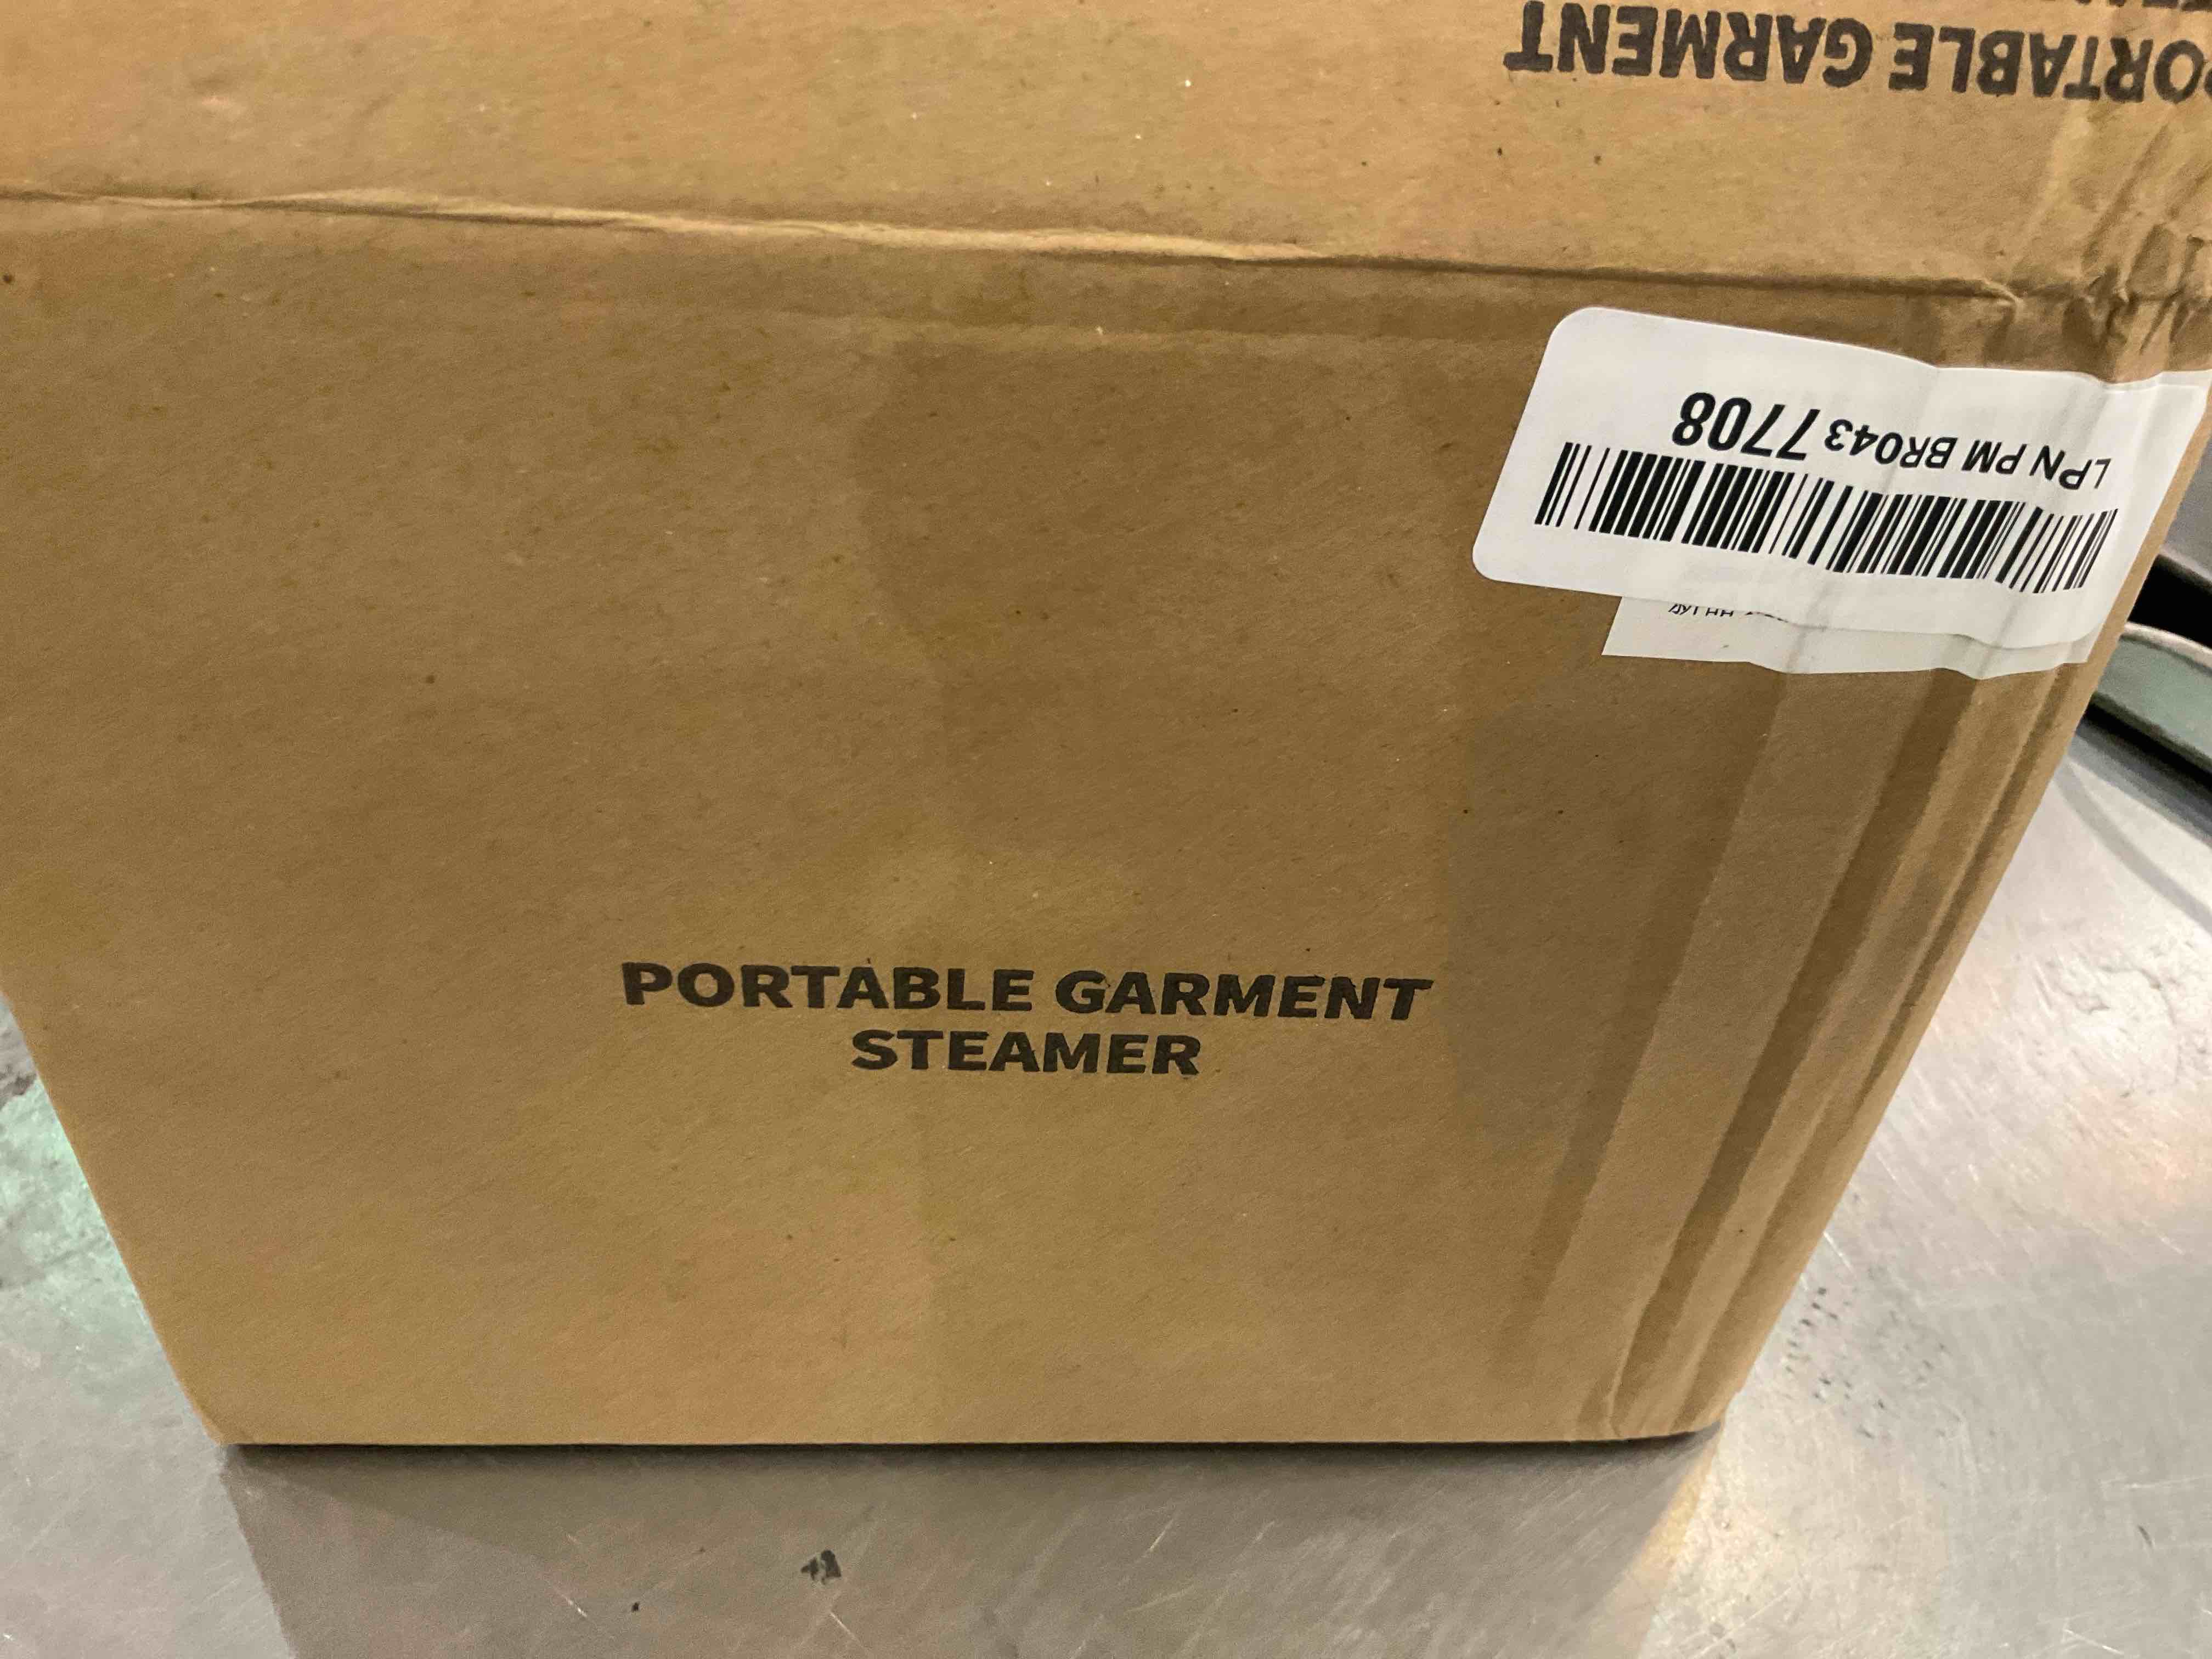 PORTABLE GARMENT
LPN PM BR043 7708
PORTABLE GARMENT
STEAMER